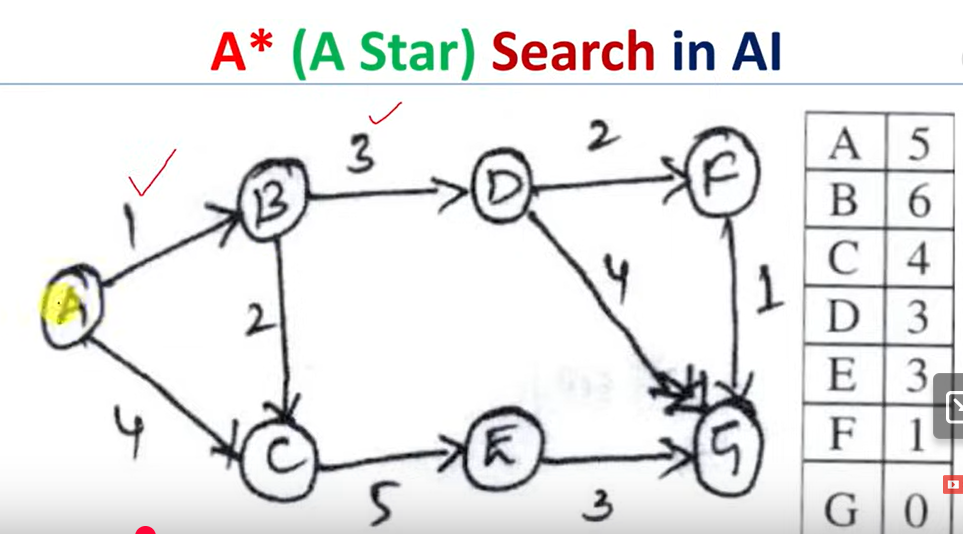 A* (A Star) Search in AI
3
2
B
D
F
1
A
2
4
1
4
C
E
G
5
3
A 5
B 6
C 4
D 3
E 3
F 1
G 0